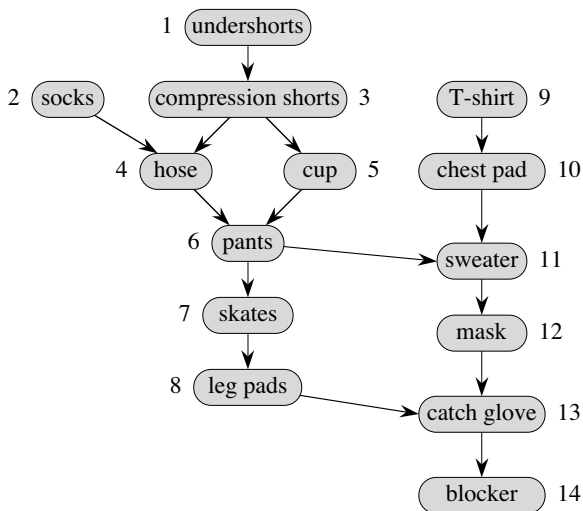 1 undershorts
2 socks
compression shorts 3
T-shirt 9
4 hose
cup 5
chest pad 10
6 pants
sweater 11
7 skates
mask 12
8 leg pads
catch glove 13
blocker 14